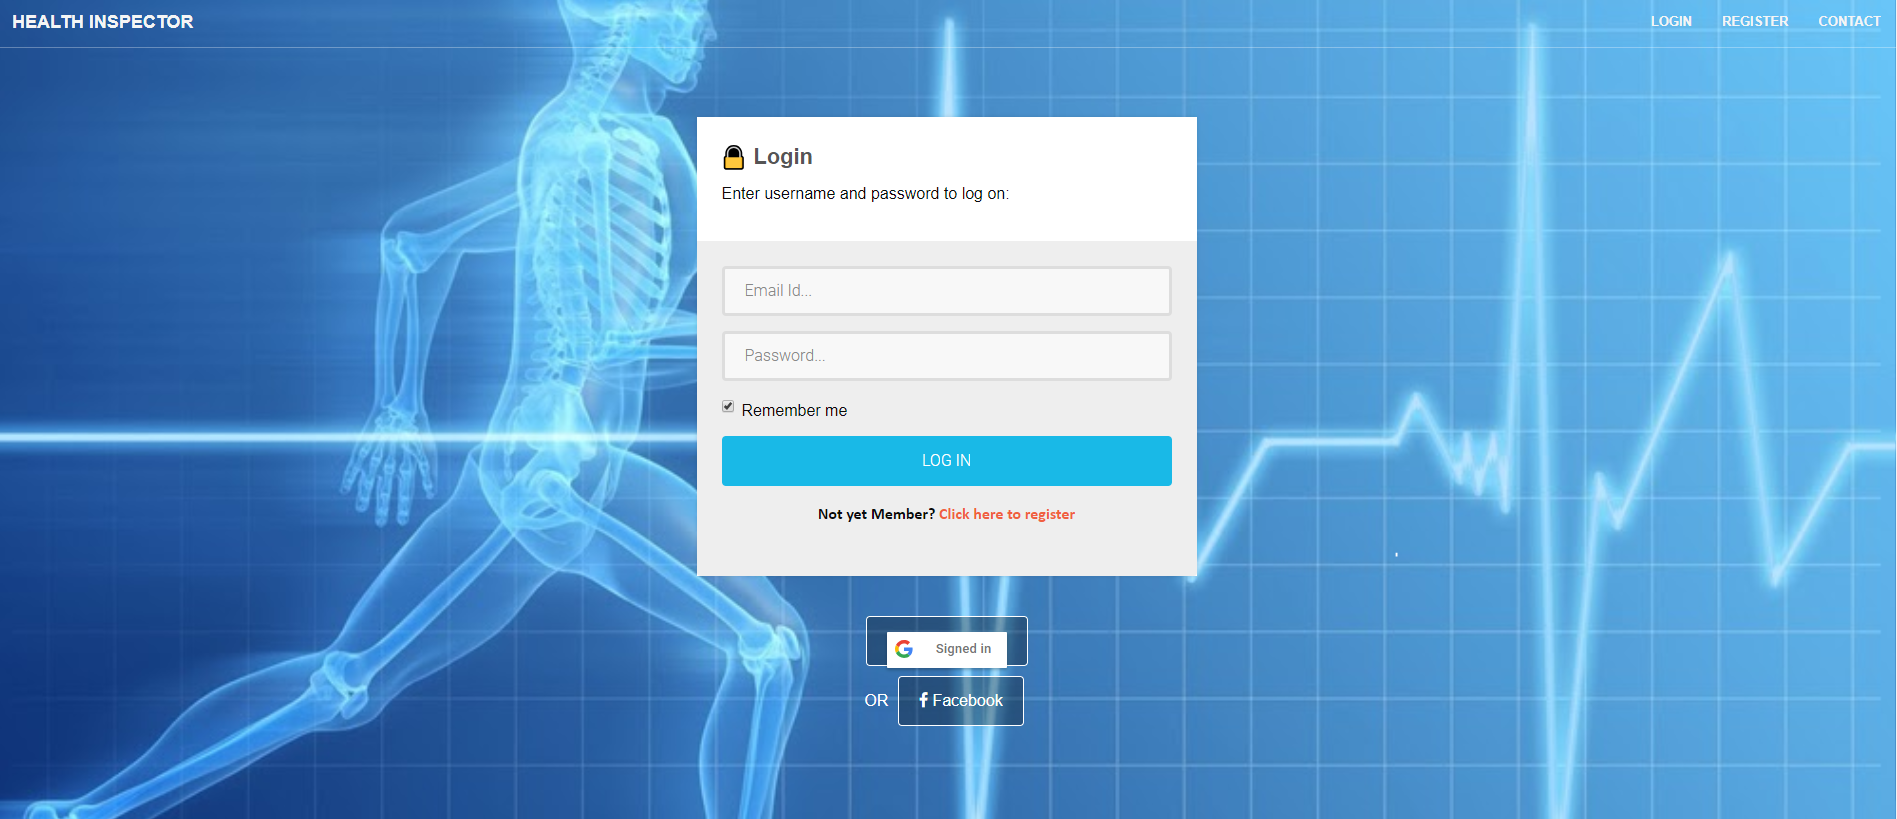 HEALTH INSPECTOR
LOGIN REGISTER CONTACT
Login
Enter username and password to log on:
Email Id...
Password...
Remember me
LOG IN
Not yet Member? Click here to register
Signed in
OR Facebook